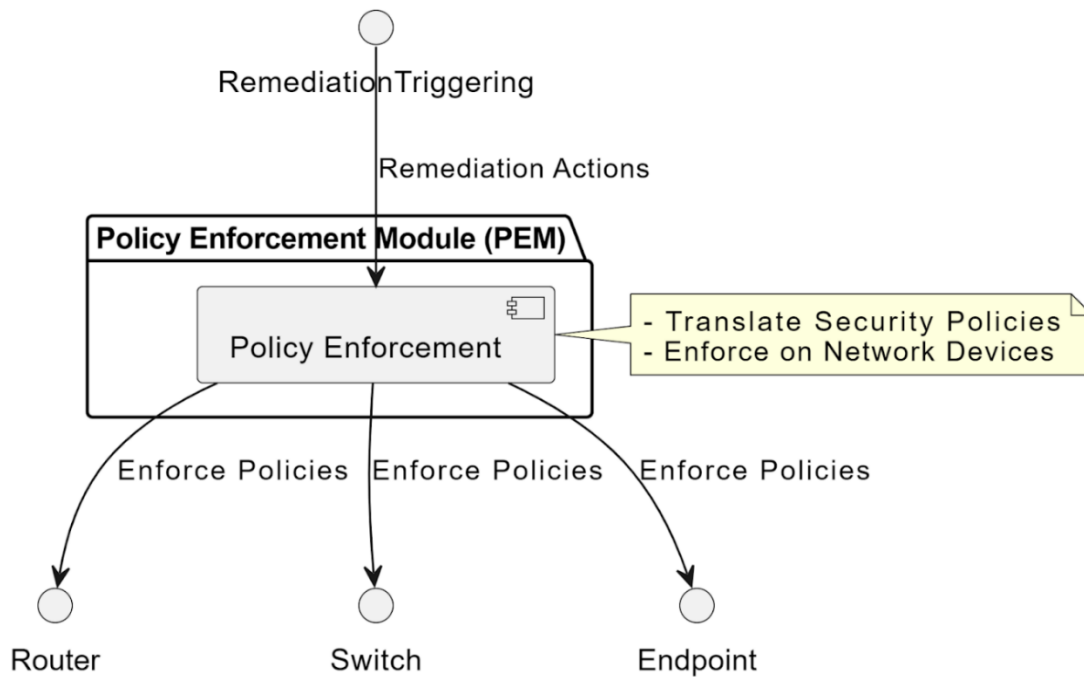 RemediationTriggering
Remediation Actions
Policy Enforcement Module (PEM)
Policy Enforcement
- Translate Security Policies
- Enforce on Network Devices
Enforce Policies
Enforce Policies
Enforce Policies
Router
Switch
Endpoint